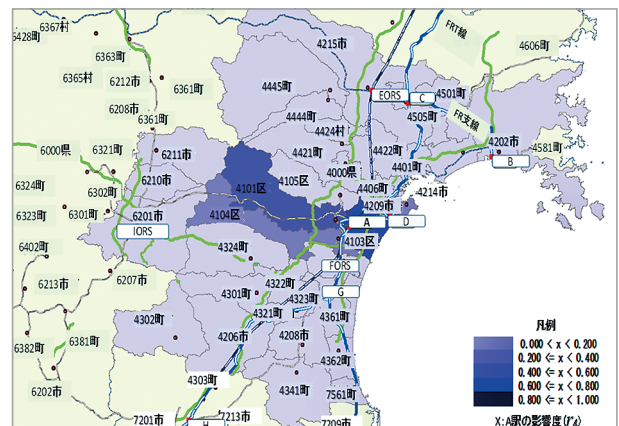 6367村
FRT線
4215市
4606町
6428町
6363町
6365村
6212市
6361町
4445町
EORS
C
4501町
6208市
6361町
4444町
4505町
FR支線
4424村
4202市
4581町
6000県
6321町
6211市
4421町
4422町
B
4000県
4401町
6324町
6210市
4101区
4105区
4406町
4214市
6302町
4209市
6323町
6301町
6201市
4104区
A
D
IORS
4103区
6402町
4324町
FORS
6213市
6207市
4322町
4301町
4323町
G
4302町
4321町
4361町
6381町
4206市
4208市
6382町
4362町
6202市
4303町
4341町
7561町
7201市
H
7213市
7209市
凡例
0.000 < x < 0.200
0.200 <= x < 0.400
0.400 <= x < 0.600
0.600 <= x < 0.800
0.800 <= x < 1.000
X:A駅の影響度(γA)